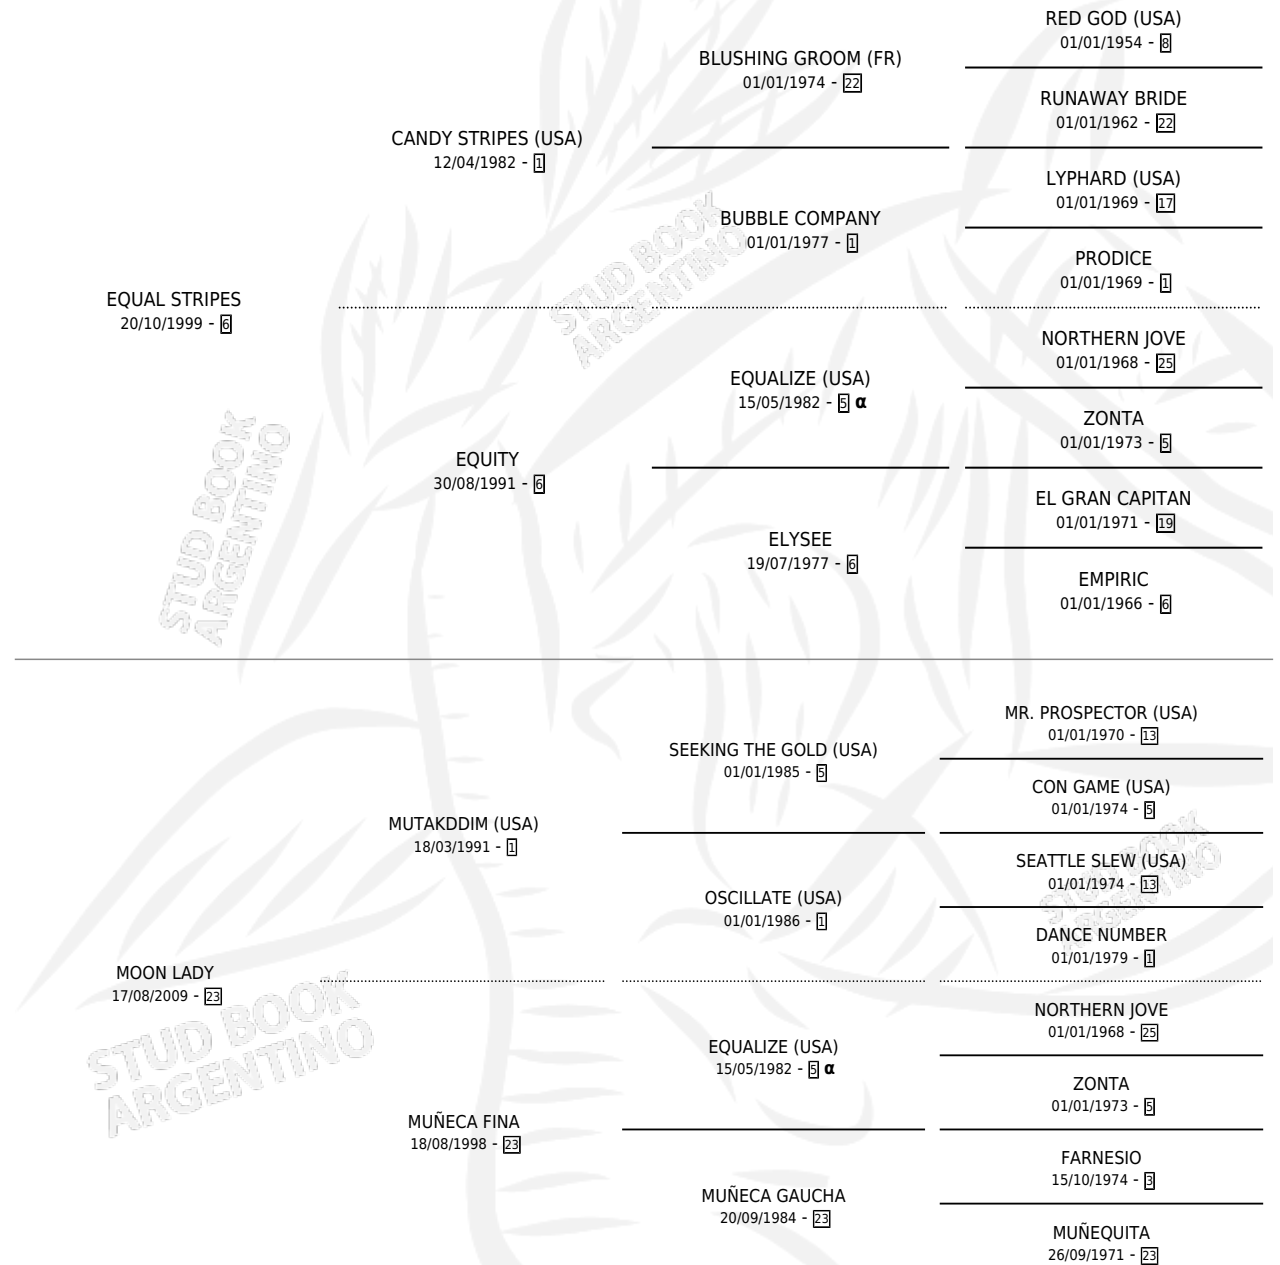 RED GOD (USA)
01/01/1954 - 8
BLUSHING GROOM (FR)
01/01/1974 - 22
RUNAWAY BRIDE
01/01/1962 - 22
CANDY STRIPES (USA)
12/04/1982 - 1
LYPHARD (USA)
01/01/1969 - 17
BUBBLE COMPANY
01/01/1977 - 1
PRODICE
01/01/1969 - 1
EQUAL STRIPES
20/10/1999 - 6
NORTHERN JOVE
01/01/1968 - 25
EQUALIZE (USA)
15/05/1982 - 5 α
ZONTA
01/01/1973 - 5
EQUITY
30/08/1991 - 6
EL GRAN CAPITAN
01/01/1971 - 19
ELYSEE
19/07/1977 - 6
EMPIRIC
01/01/1966 - 6
STUD BOOK
ARGENTINO
STUD BOOK
ARGENTINO
MR. PROSPECTOR (USA)
01/01/1970 - 13
SEEKING THE GOLD (USA)
01/01/1985 - 5
CON GAME (USA)
01/01/1974 - 5
MUTAKDDIM (USA)
18/03/1991 - 1
SEATTLE SLEW (USA)
01/01/1974 - 13
OSCILLATE (USA)
01/01/1986 - 1
DANCE NUMBER
01/01/1979 - 1
MOON LADY
17/08/2009 - 23
NORTHERN JOVE
01/01/1968 - 25
EQUALIZE (USA)
15/05/1982 - 5 α
ZONTA
01/01/1973 - 5
MUÑECA FINA
18/08/1998 - 23
FARNESIO
15/10/1974 - 3
MUÑECA GAUCHA
20/09/1984 - 23
MUÑEQUITA
26/09/1971 - 23
STUD BOOK
ARGENTINO
STUD BOOK
ARGENTINO